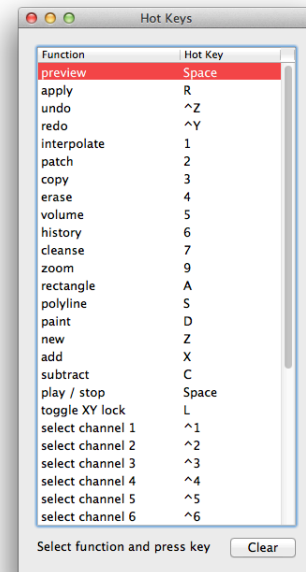 Hot Keys
Function Hot Key
preview Space
apply R
undo ^Z
redo ^Y
interpolate 1
patch 2
copy 3
erase 4
volume 5
history 6
cleanse 7
zoom 9
rectangle A
polyline S
paint D
new Z
add X
subtract C
play / stop Space
toggle XY lock L
select channel 1 ^1
select channel 2 ^2
select channel 3 ^3
select channel 4 ^4
select channel 5 ^5
select channel 6 ^6
Select function and press key Clear